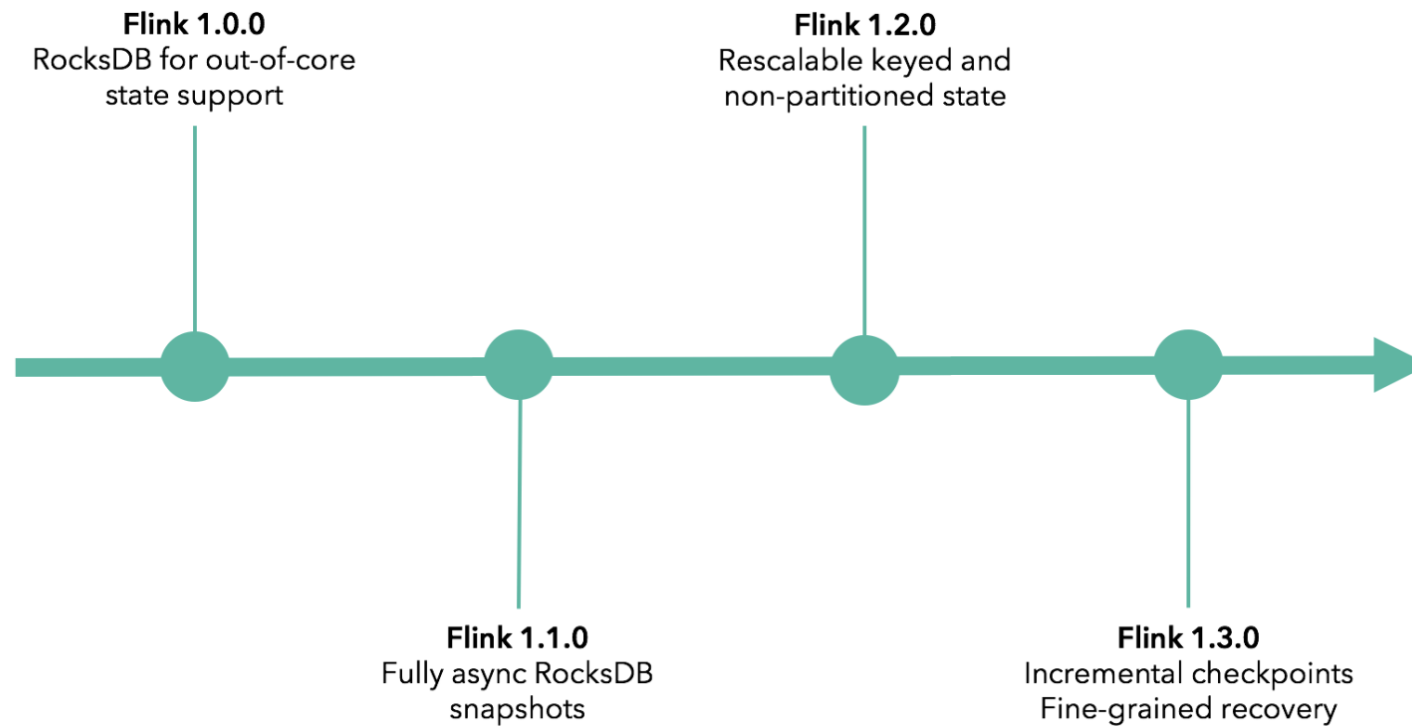 Flink 1.0.0
RocksDB for out-of-core
state support
Flink 1.2.0
Rescalable keyed and
non-partitioned state
Flink 1.1.0
Fully async RocksDB
snapshots
Flink 1.3.0
Incremental checkpoints
Fine-grained recovery